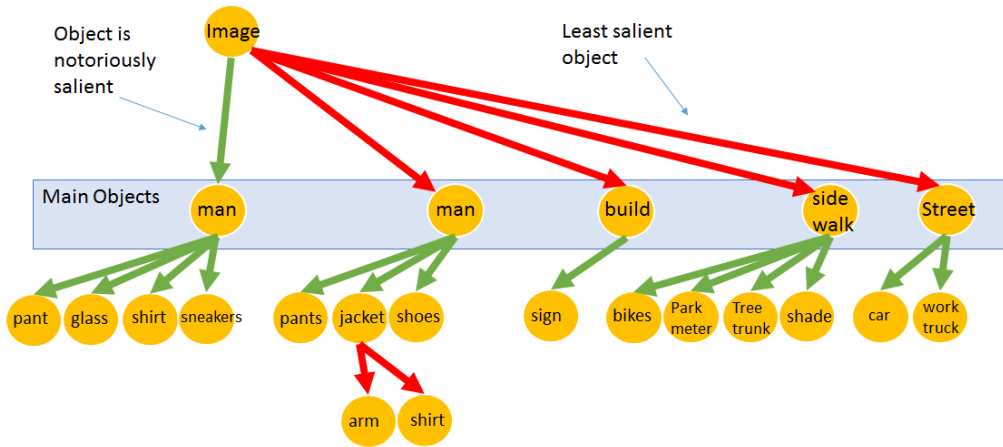 Image
Object is
notoriously
salient
Least salient
object
Main Objects
man
man
build
side
walk
Street
pant
glass
shirt
sneakers
pants
jacket
shoes
sign
bikes
Park
meter
Tree
trunk
shade
car
work
truck
arm
shirt